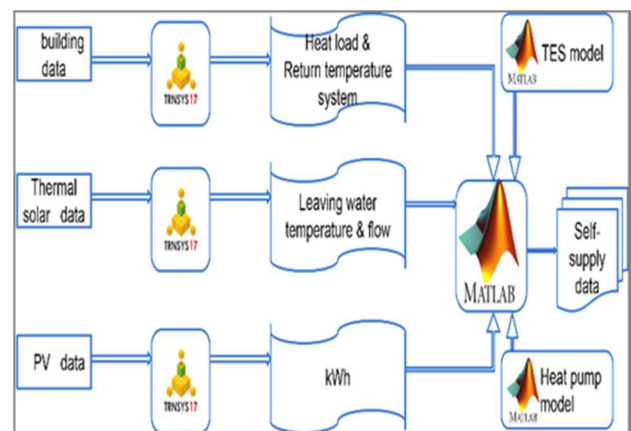 building
data
TRNSYS17
Heat load &
Return temperature
system
MATLAB
TES model
Thermal
solar data
TRNSYS17
Leaving water
temperature & flow
MATLAB
Self-
supply
data
PV data
TRNSYS17
kWh
MATLAB
Heat pump
model